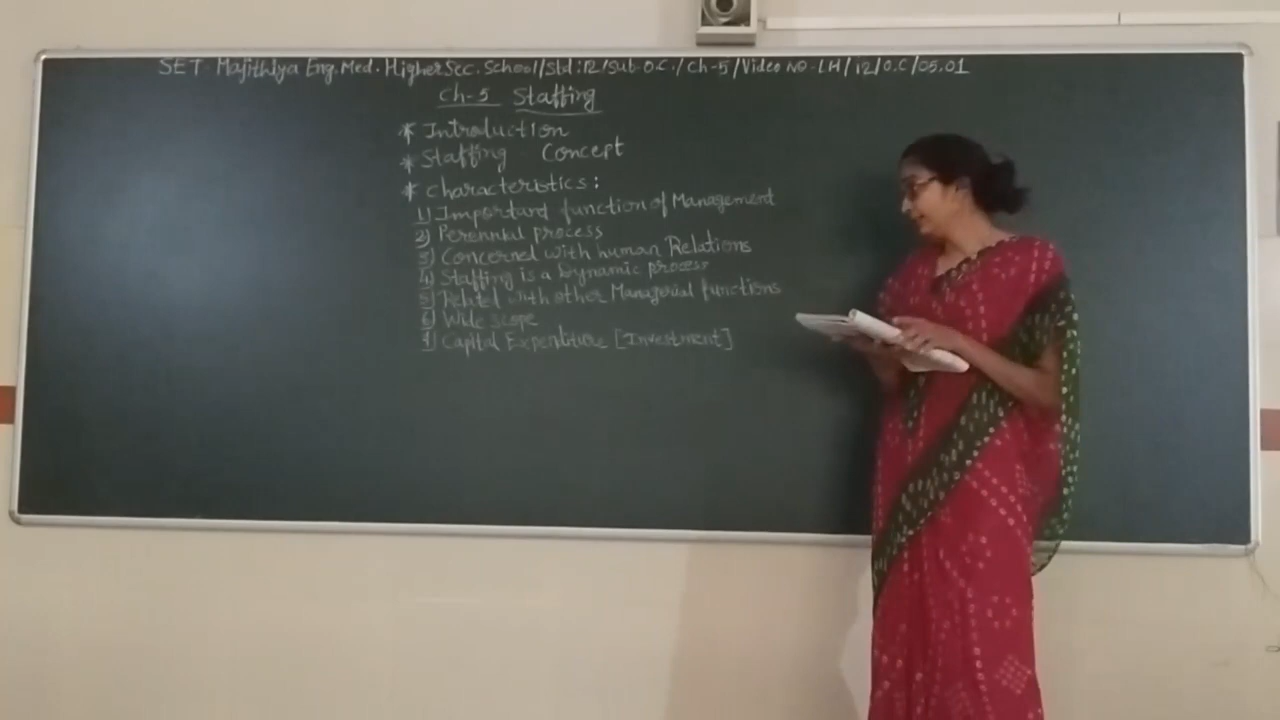 SET Majithiya Eng. Med. Higher Sec. School / Std : 12 / Sub O.C. / Ch-5 / Video No - LH / 12 / O.C / 05.01
Ch-5 Staffing
* Introduction
* Staffing - Concept
* Characteristics :
1) Important function of Management
2) Perennial process
3) Concerned with human Relations
4) Staffing is a Dynamic process
5) Related with other Managerial functions
6) Wide scope
7) Capital Expenditure [Investment]